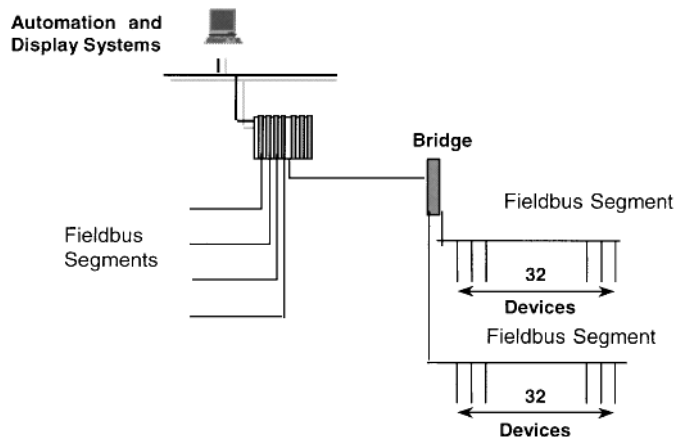 Automation and
Display Systems
Bridge
Fieldbus Segment
Fieldbus
Segments
32
Devices
Fieldbus Segment
32
Devices